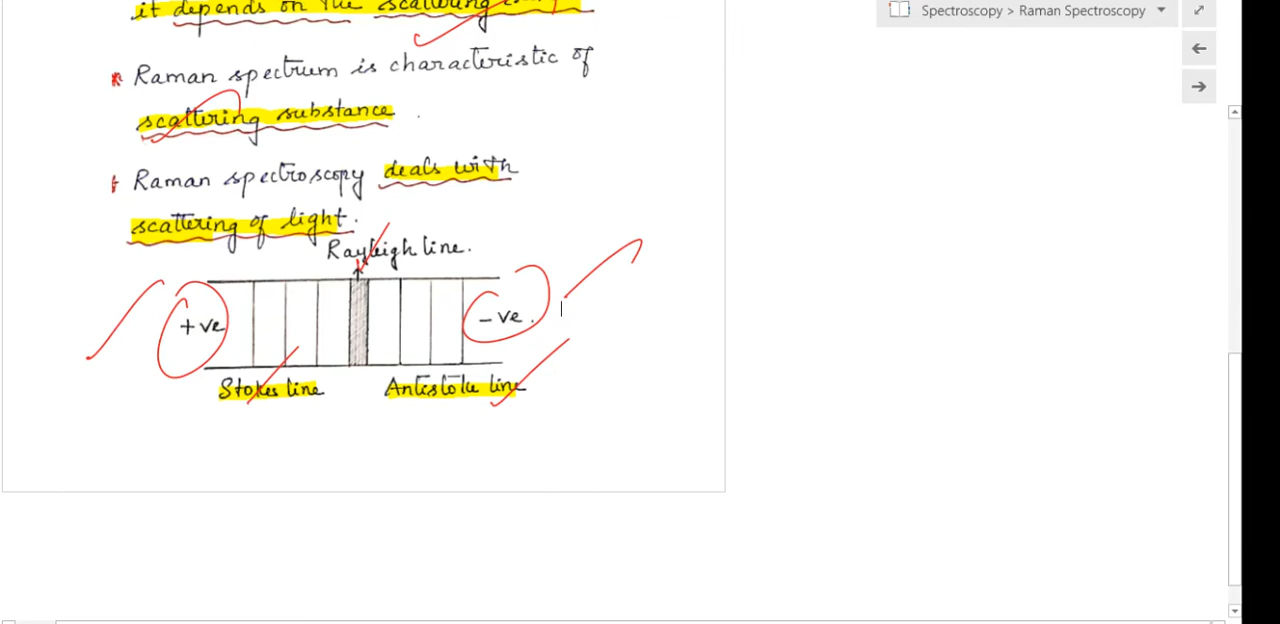 it depends on the scattering
* Raman spectrum is characteristic of
scattering substance.
* Raman spectroscopy deals with
scattering of light.
Rayleigh line.
+ve
-ve.
Stokes line
Antistoke line
Spectroscopy > Raman Spectroscopy